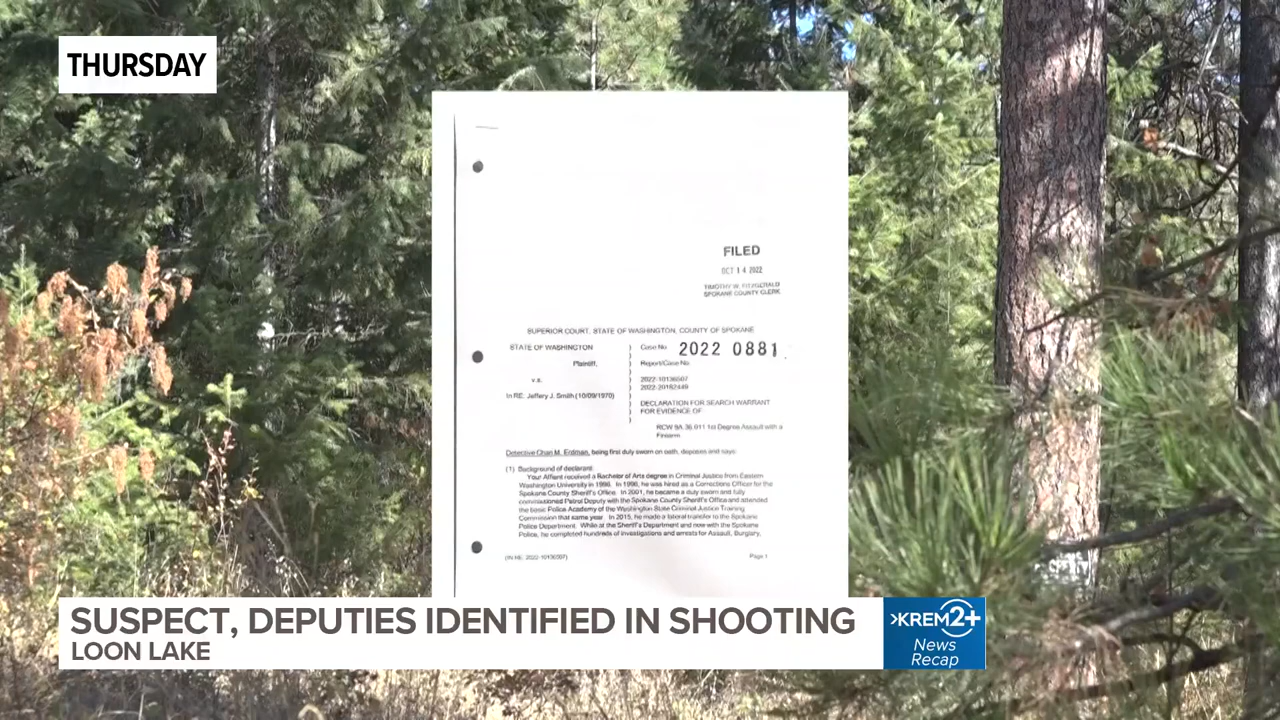 THURSDAY
FILED
OCT 14 2022
TIMOTHY W. FITZGERALD
SPOKANE COUNTY CLERK
SUPERIOR COURT, STATE OF WASHINGTON, COUNTY OF SPOKANE
STATE OF WASHINGTON
Plaintiff,
v.s.
In RE: Jeffery J. Smith (10/09/1970)
Case No. 2022 0881
Report/Case No.
2022-10136507
2022-20182449
DECLARATION FOR SEARCH WARRANT
FOR EVIDENCE OF
RCW 9A.36.011 1st Degree Assault with a
Firearm
Detective Chan M. Erdman, being first duly sworn on oath, deposes and says:
(1) Background of declarant:
Your Affiant received a Bachelor of Arts degree in Criminal Justice from Eastern
Washington University in 1996. In 1996, he was hired as a Corrections Officer for the
Spokane County Sheriff's Office. In 2001, he became a duly sworn and fully
commissioned Patrol Deputy with the Spokane County Sheriff's Office and attended
the basic Police Academy of the Washington State Criminal Justice Training
Commission that same year. In 2015, he made a lateral transfer to the Spokane
Police Department. While at the Sheriff's Department and now with the Spokane
Police, he completed hundreds of investigations and arrests for Assault, Burglary,
(IN RE: 2022-10136507)
Page 1
SUSPECT, DEPUTIES IDENTIFIED IN SHOOTING
LOON LAKE
KREM2+
News
Recap